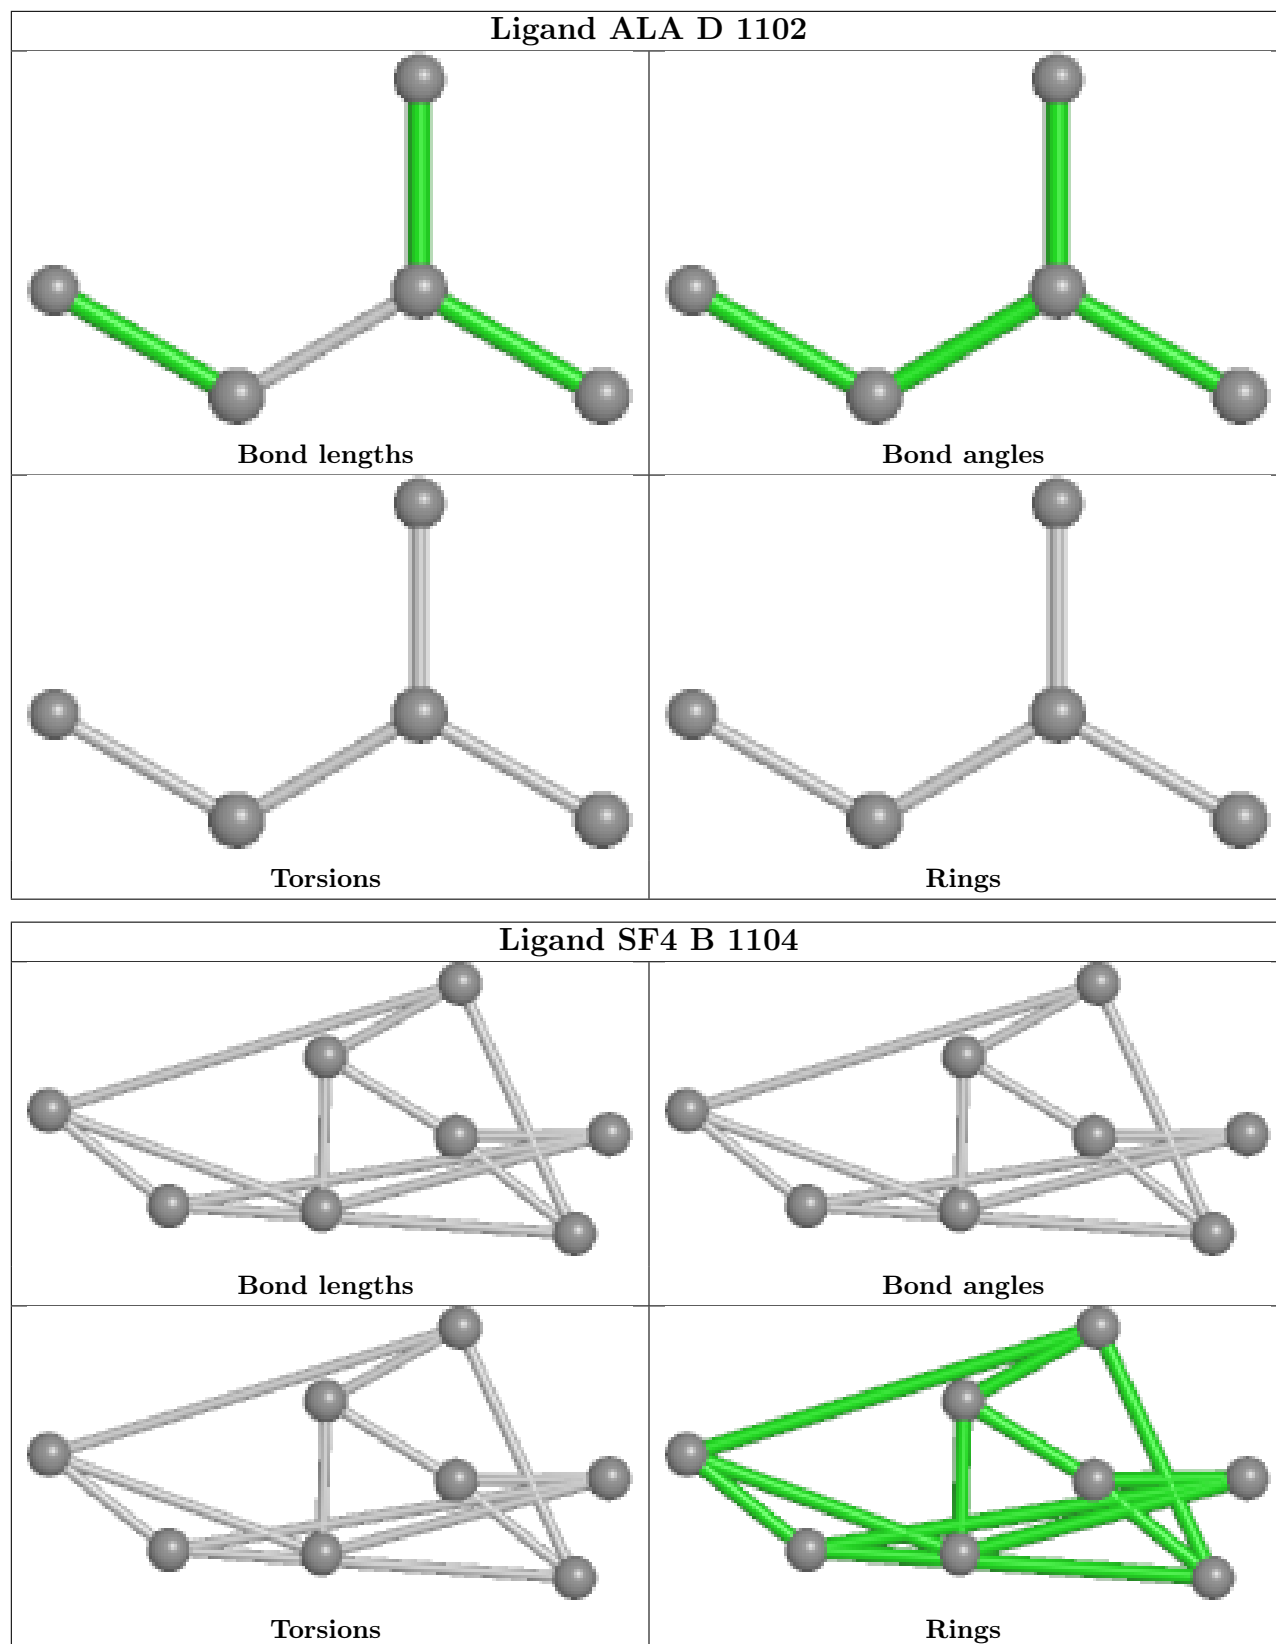 Ligand ALA D 1102
Bond lengths
Bond angles
Torsions
Rings
Ligand SF4 B 1104
Bond lengths
Bond angles
Torsions
Rings